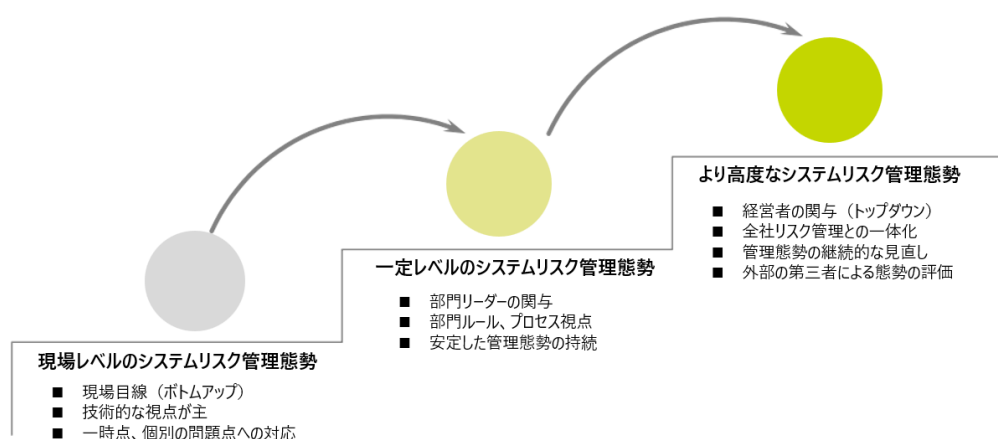 より高度なシステムリスク管理態勢
■ 経営者の関与（トップダウン）
■ 全社リスク管理との一体化
■ 管理態勢の継続的な見直し
■ 外部の第三者による態勢の評価
一定レベルのシステムリスク管理態勢
■ 部門リーダーの関与
■ 部門ルール、プロセス視点
■ 安定した管理態勢の持続
現場レベルのシステムリスク管理態勢
■ 現場目線（ボトムアップ）
■ 技術的な視点が主
■ 一時点、個別の問題点への対応